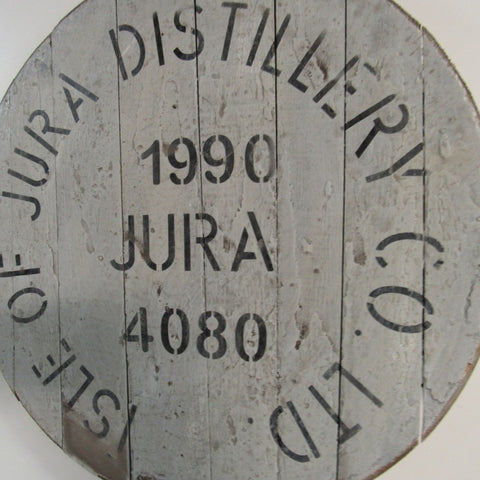 ISLE OF JURA DISTILLERY CO. LTD
1990
JURA
4080